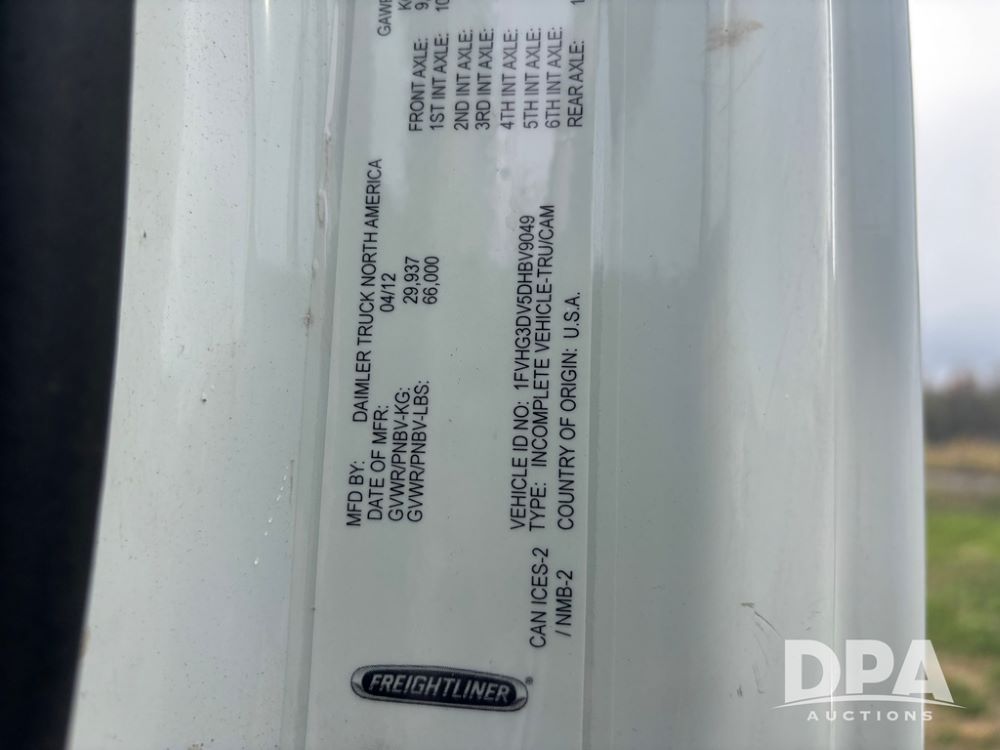 MFD BY: DAIMLER TRUCK NORTH AMERICA
DATE OF MFR: 04/12
GVWR/PNBV-KG: 29,937
GVWR/PNBV-LBS: 66,000
FRONT AXLE:
1ST INT AXLE:
2ND INT AXLE:
3RD INT AXLE:
4TH INT AXLE:
5TH INT AXLE:
6TH INT AXLE:
REAR AXLE:
VEHICLE ID NO: 1FVHG3DV5DHBV9049
TYPE: INCOMPLETE VEHICLE-TRU/CAM
COUNTRY OF ORIGIN: U.S.A.
CAN ICES-2
/ NMB-2
FREIGHTLINER®
DPA
AUCTIONS